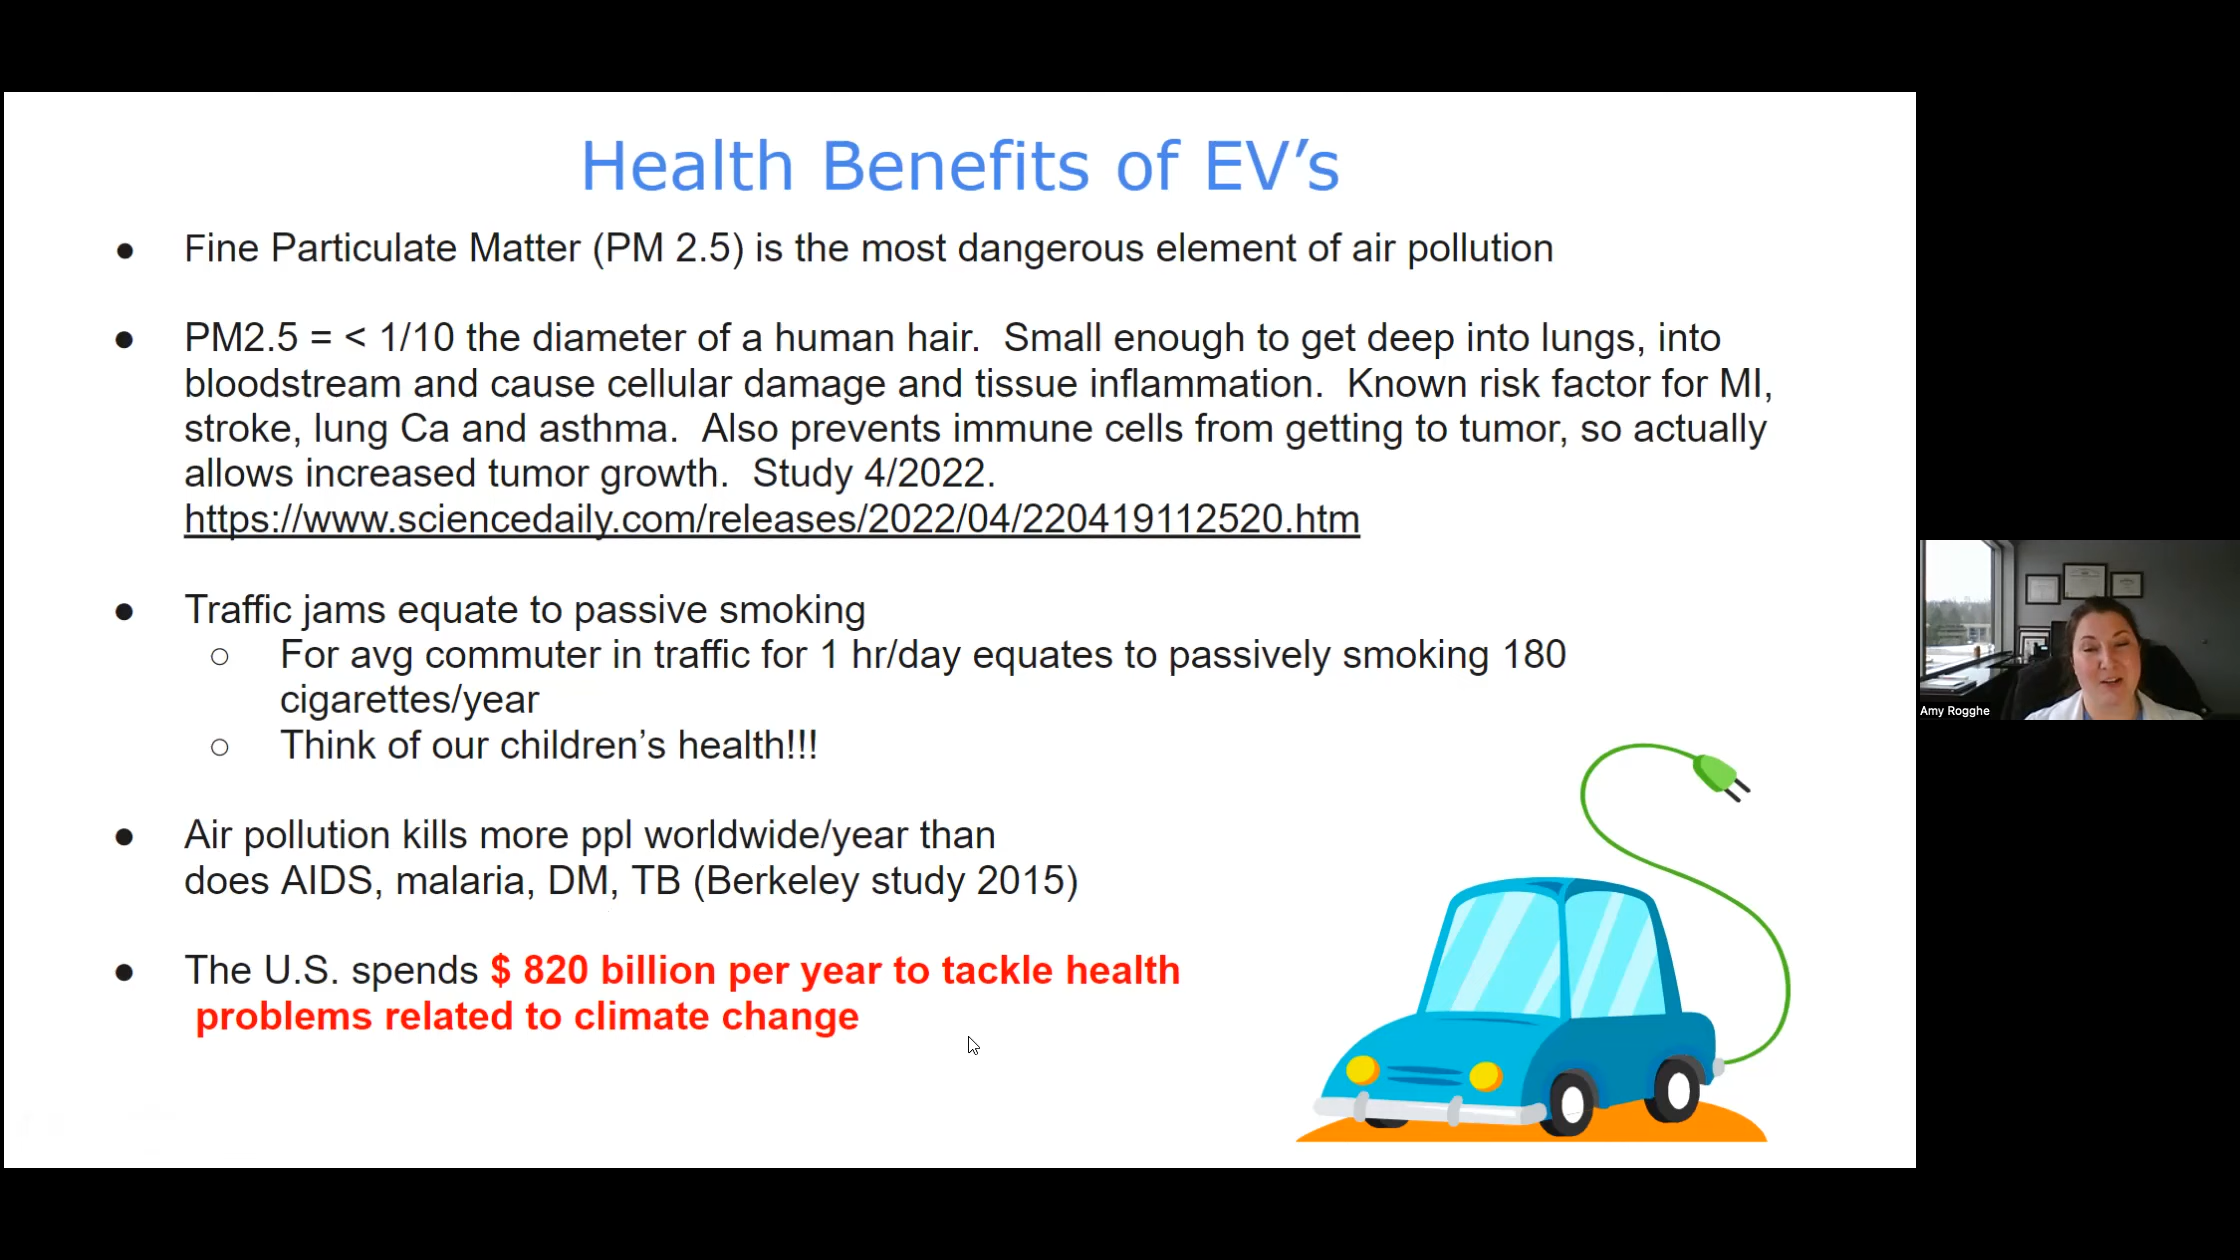 Health Benefits of EV’s
● Fine Particulate Matter (PM 2.5) is the most dangerous element of air pollution
● PM2.5 = < 1/10 the diameter of a human hair.  Small enough to get deep into lungs, into
bloodstream and cause cellular damage and tissue inflammation.  Known risk factor for MI,
stroke, lung Ca and asthma.  Also prevents immune cells from getting to tumor, so actually
allows increased tumor growth.  Study 4/2022.
https://www.sciencedaily.com/releases/2022/04/220419112520.htm
● Traffic jams equate to passive smoking
○ For avg commuter in traffic for 1 hr/day equates to passively smoking 180
cigarettes/year
○ Think of our children’s health!!!
● Air pollution kills more ppl worldwide/year than
does AIDS, malaria, DM, TB (Berkeley study 2015)
● The U.S. spends $ 820 billion per year to tackle health
problems related to climate change
Amy Rogghe